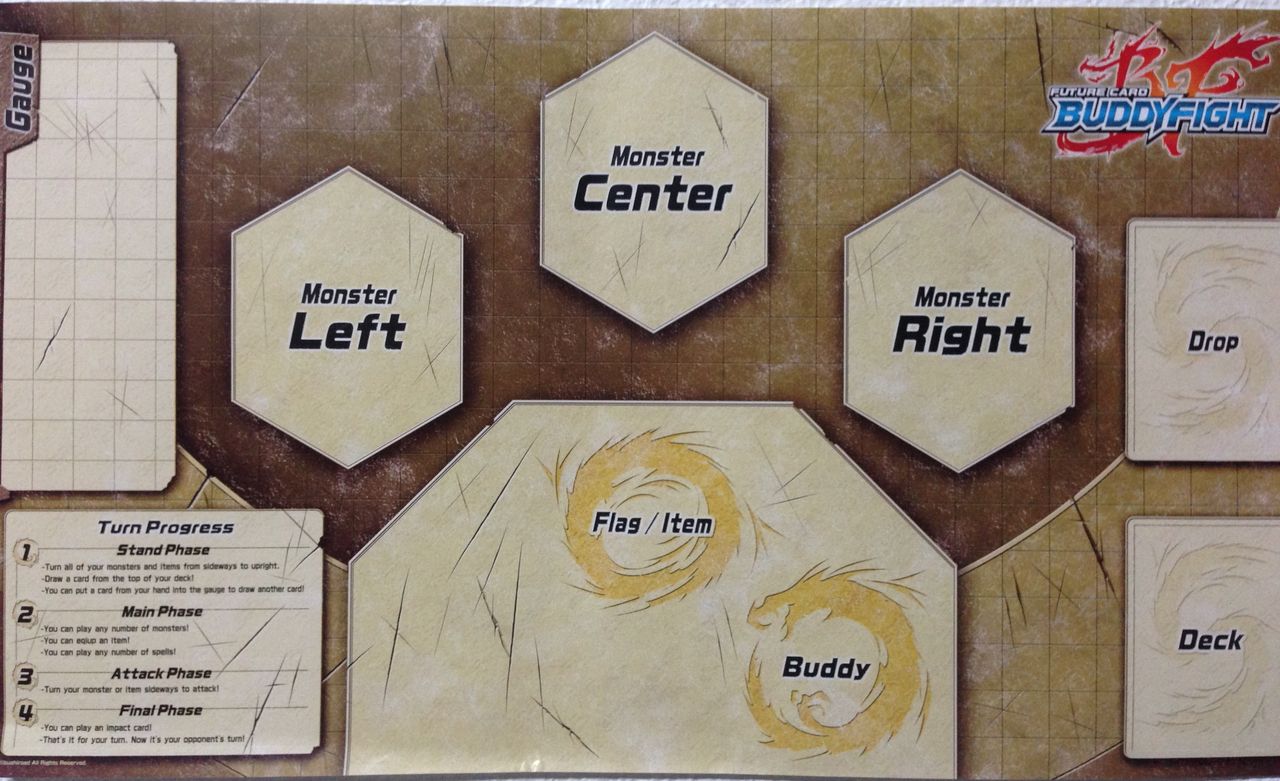 Gauge
FUTURE CARD
BUDDYFIGHT
Monster
Center
Monster
Left
Monster
Right
Drop
Flag / Item
Buddy
Deck
Turn Progress
1 Stand Phase
-Turn all of your monsters and items from sideways to upright.
-Draw a card from the top of your deck!
-You can put a card from your hand into the gauge to draw another card!
2 Main Phase
-You can play any number of monsters!
-You can eqiup an item!
-You can play any number of spells!
3 Attack Phase
-Turn your monster or item sideways to attack!
4 Final Phase
-You can play an impact card!
-That's it for your turn. Now it's your opponent's turn!
bushiroad All Rights Reserved.